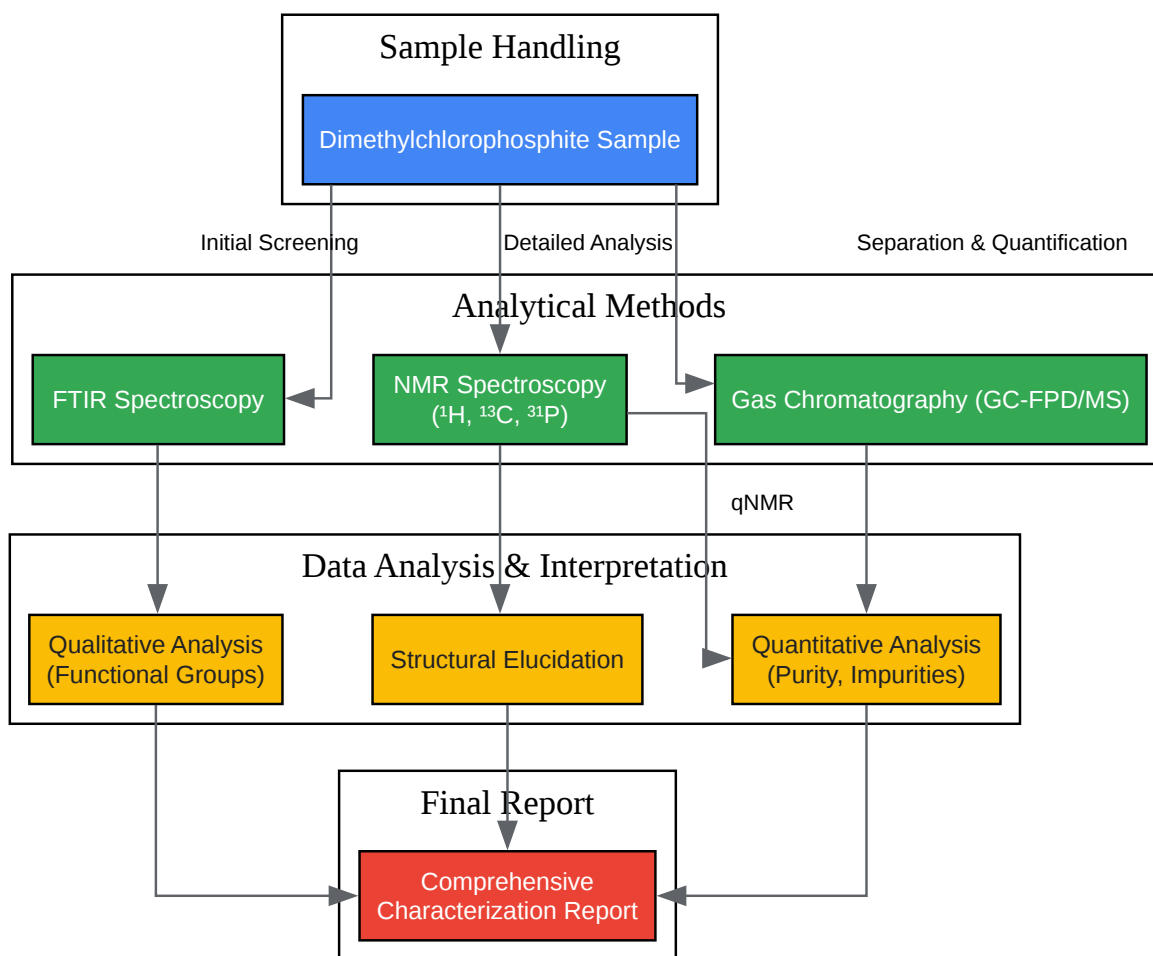 Sample Handling
Dimethylchlorophosphite Sample
Initial Screening
Detailed Analysis
Separation & Quantification
Analytical Methods
FTIR Spectroscopy
NMR Spectroscopy
(¹H, ¹³C, ³¹P)
Gas Chromatography (GC-FPD/MS)
qNMR
Data Analysis & Interpretation
Qualitative Analysis
(Functional Groups)
Structural Elucidation
Quantitative Analysis
(Purity, Impurities)
Final Report
Comprehensive
Characterization Report